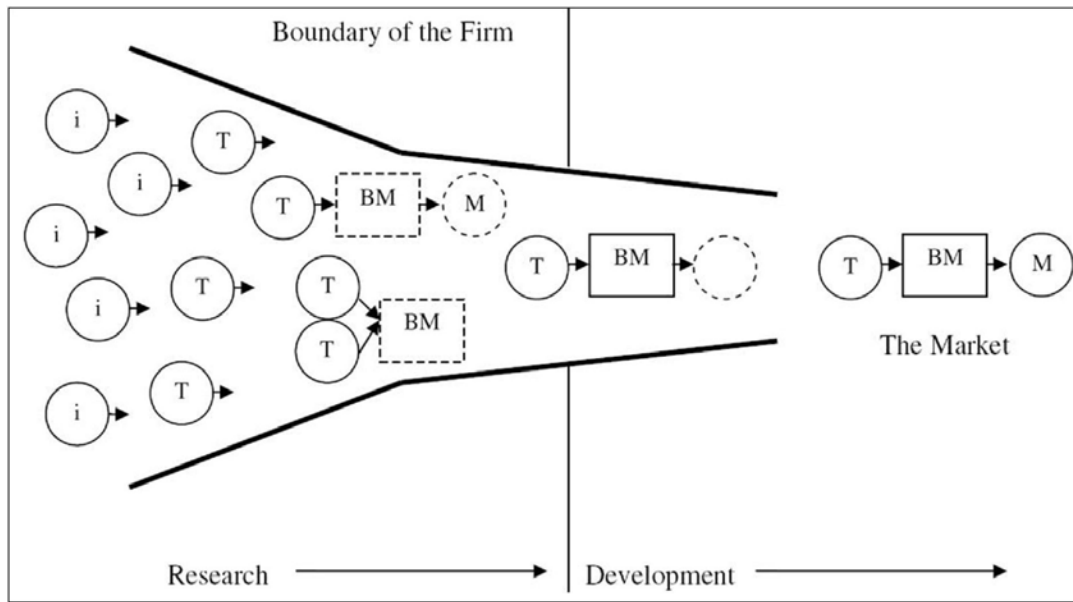 Boundary of the Firm
i
T
i
T
BM
M
i
T
BM
T
BM
M
T
T
i
BM
T
The Market
T
i
Research
Development